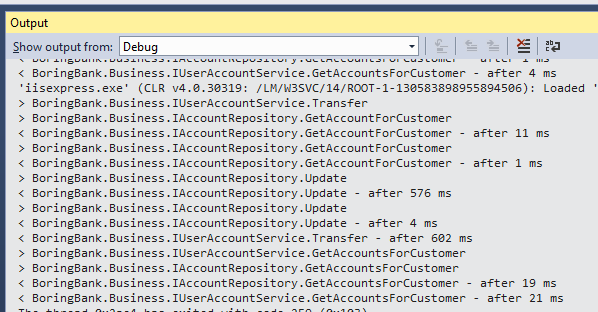 Output
Show output from: Debug
< BoringBank.Business.IAccountRepository.GetAccountsForCustomer - after 1 ms
< BoringBank.Business.IUserAccountService.GetAccountsForCustomer - after 4 ms
'iisexpress.exe' (CLR v4.0.30319: /LM/W3SVC/14/ROOT-1-130583898955894506): Loaded '
> BoringBank.Business.IUserAccountService.Transfer
> BoringBank.Business.IAccountRepository.GetAccountForCustomer
< BoringBank.Business.IAccountRepository.GetAccountForCustomer - after 11 ms
> BoringBank.Business.IAccountRepository.GetAccountForCustomer
< BoringBank.Business.IAccountRepository.GetAccountForCustomer - after 1 ms
> BoringBank.Business.IAccountRepository.Update
< BoringBank.Business.IAccountRepository.Update - after 576 ms
> BoringBank.Business.IAccountRepository.Update
< BoringBank.Business.IAccountRepository.Update - after 4 ms
< BoringBank.Business.IUserAccountService.Transfer - after 602 ms
> BoringBank.Business.IUserAccountService.GetAccountsForCustomer
> BoringBank.Business.IAccountRepository.GetAccountsForCustomer
< BoringBank.Business.IAccountRepository.GetAccountsForCustomer - after 19 ms
< BoringBank.Business.IUserAccountService.GetAccountsForCustomer - after 21 ms
The thread has exited with code 259 (0x103)